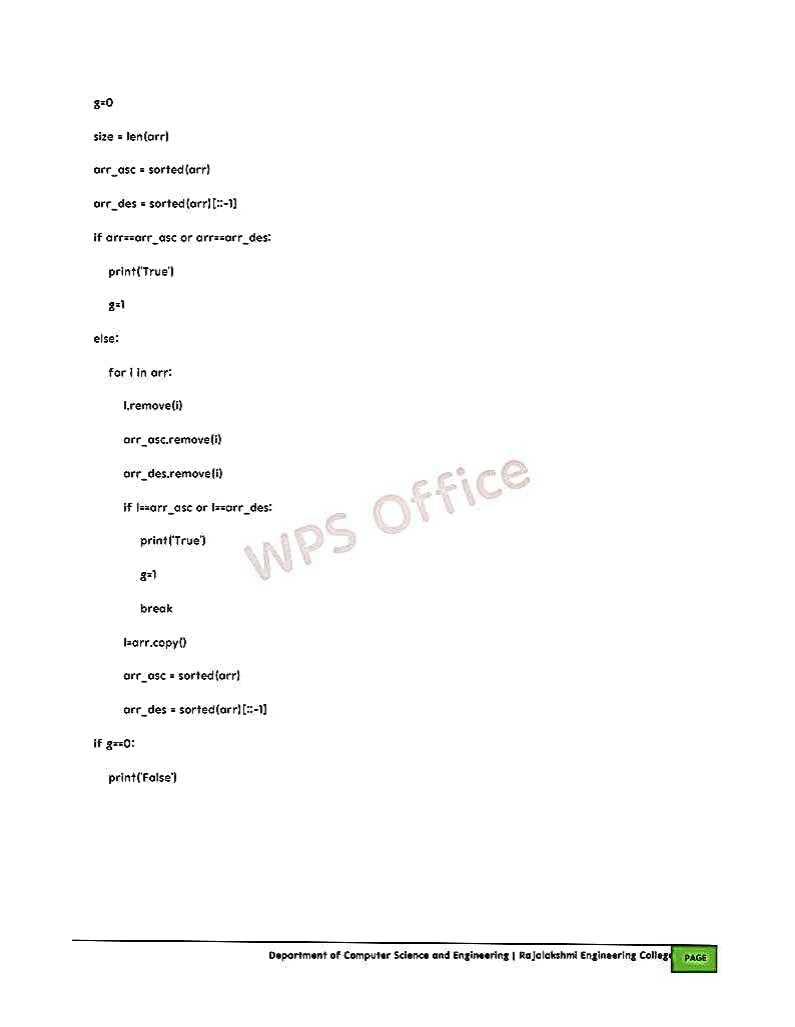 g=0
size = len(arr)
arr_asc = sorted(arr)
arr_des = sorted(arr)[::-1]
if arr==arr_asc or arr==arr_des:
print('True')
g=1
else:
for i in arr:
l.remove(i)
arr_asc.remove(i)
arr_des.remove(i)
if l==arr_asc or l==arr_des:
print('True')
g=1
break
l=arr.copy()
arr_asc = sorted(arr)
arr_des = sorted(arr)[::-1]
if g==0:
print('False')
WPS Office
Department of Computer Science and Engineering | Rajalakshmi Engineering College
PAGE